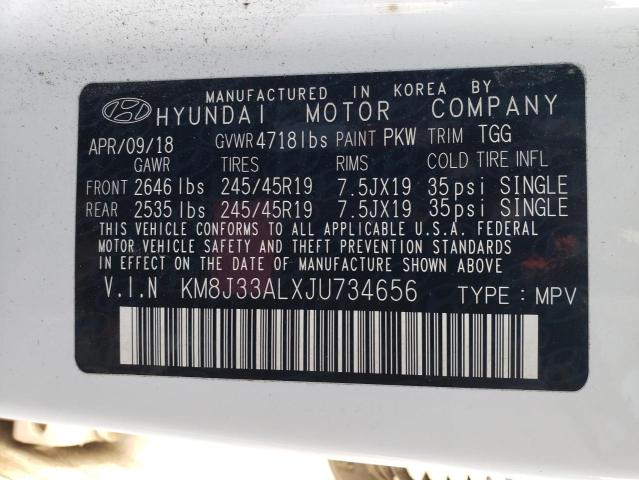 MANUFACTURED IN KOREA BY
HYUNDAI MOTOR COMPANY
APR/09/18 GVWR 4718 lbs PAINT PKW TRIM TGG
GAWR TIRES RIMS COLD TIRE INFL
FRONT 2646 lbs 245/45R19 7.5JX19 35psi SINGLE
REAR 2535 lbs 245/45R19 7.5JX19 35psi SINGLE
THIS VEHICLE CONFORMS TO ALL APPLICABLE U.S.A. FEDERAL
MOTOR VEHICLE SAFETY AND THEFT PREVENTION STANDARDS
IN EFFECT ON THE DATE OF MANUFACTURE SHOWN ABOVE.
V.I.N KM8J33ALXJU734656 TYPE : MPV